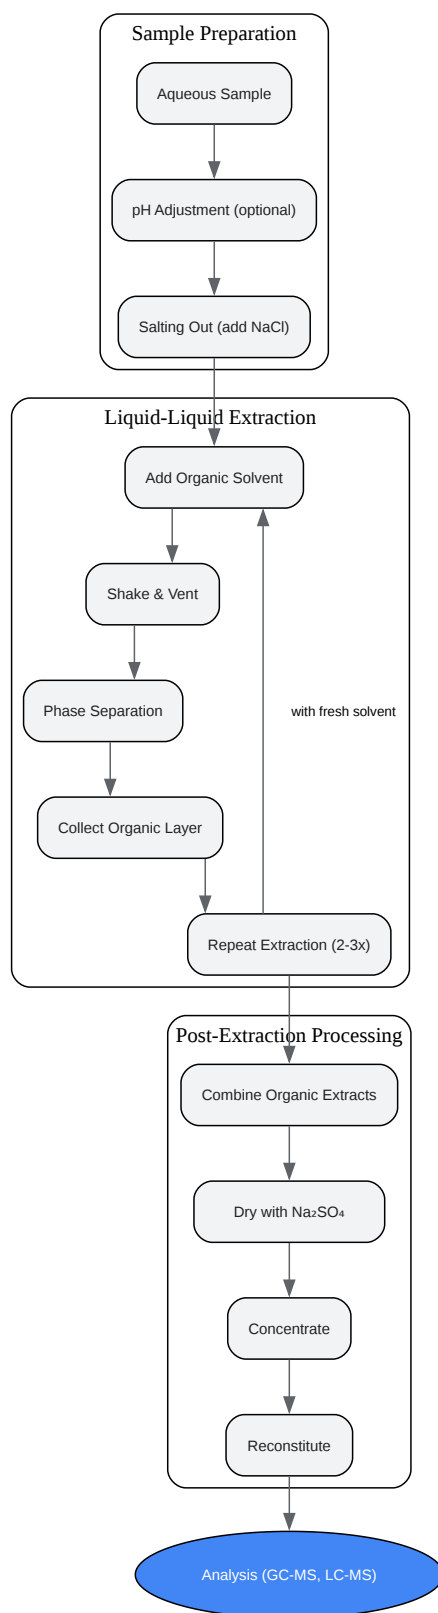 Sample Preparation
Aqueous Sample
pH Adjustment (optional)
Salting Out (add NaCl)
Liquid-Liquid Extraction
Add Organic Solvent
Shake & Vent
Phase Separation
with fresh solvent
Collect Organic Layer
Repeat Extraction (2-3x)
Post-Extraction Processing
Combine Organic Extracts
Dry with Na₂SO₄
Concentrate
Reconstitute
Analysis (GC-MS, LC-MS)